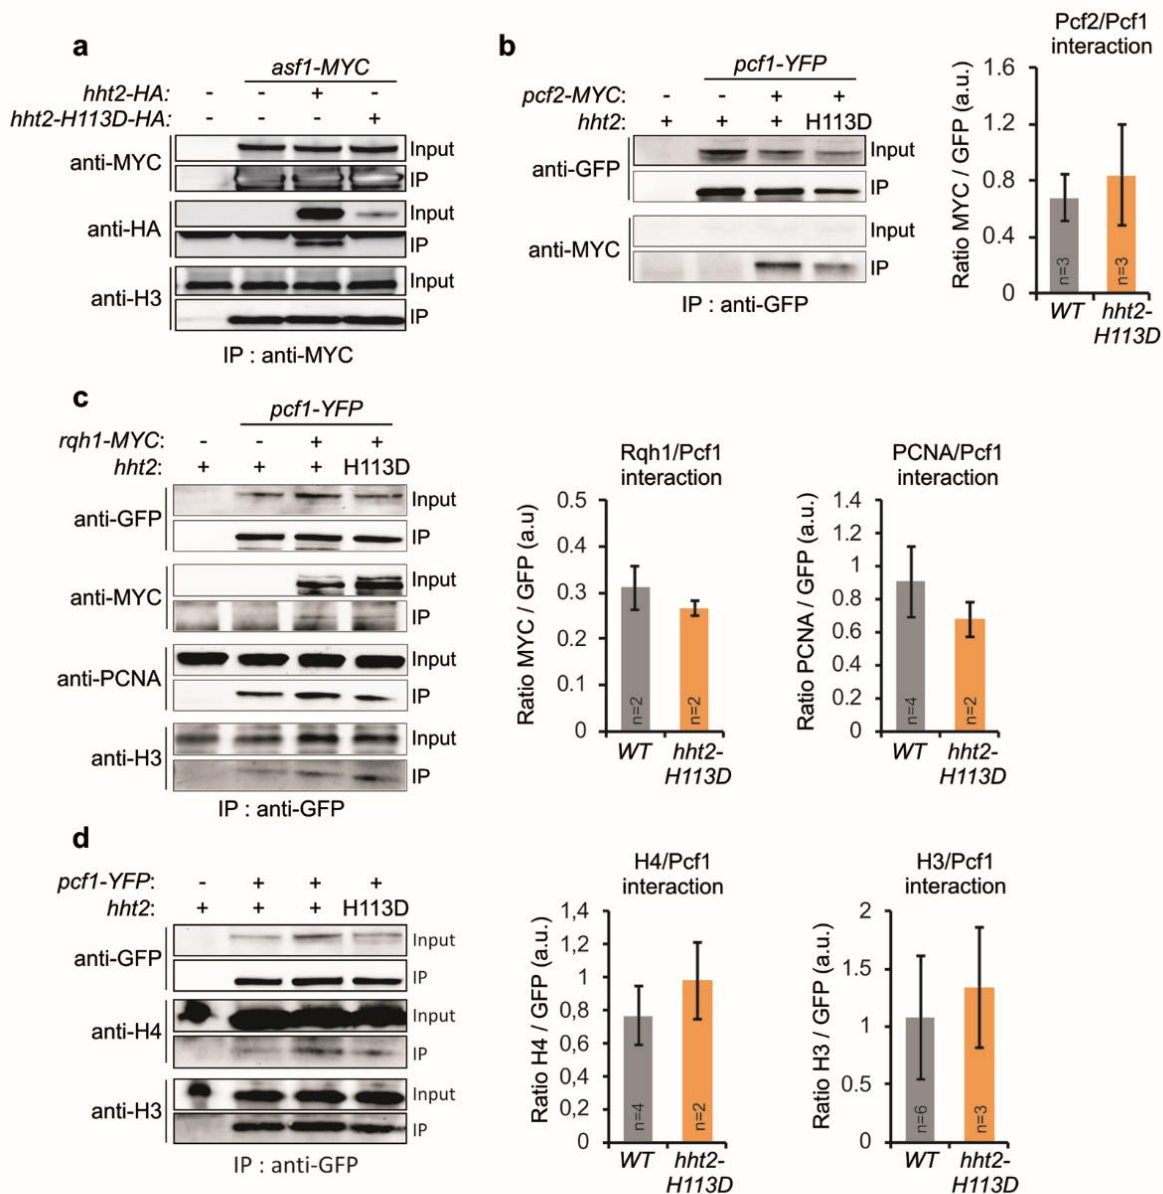 a
asf1-MYC
hht2-HA: - - + -
hht2-H113D-HA: - - - +
anti-MYC
Input
IP
anti-HA
Input
IP
anti-H3
Input
IP
IP : anti-MYC
b
pcf1-YFP
pcf2-MYC: - - + +
hht2: + + + H113D
anti-GFP
Input
IP
anti-MYC
Input
IP
IP : anti-GFP
Pcf2/Pcf1
interaction
Ratio MYC / GFP (a.u.)
1.6
1.2
0.8
0.4
0
n=3
n=3
WT
hht2-
H113D
c
pcf1-YFP
rqh1-MYC: - - + +
hht2: + + + H113D
anti-GFP
Input
IP
anti-MYC
Input
IP
anti-PCNA
Input
IP
anti-H3
Input
IP
IP : anti-GFP
Rqh1/Pcf1
interaction
Ratio MYC / GFP (a.u)
0.5
0.4
0.3
0.2
0.1
0
n=2
n=2
WT
hht2-
H113D
PCNA/Pcf1
interaction
Ratio PCNA / GFP (a.u.)
1.4
1.2
1
0.8
0.6
0.4
0.2
0
n=4
n=2
WT
hht2-
H113D
d
pcf1-YFP: - + + +
hht2: + + + H113D
anti-GFP
Input
IP
anti-H4
Input
IP
anti-H3
Input
IP
IP : anti-GFP
H4/Pcf1
interaction
Ratio H4 / GFP (a.u.)
1,4
1,2
1
0,8
0,6
0,4
0,2
0
n=4
n=2
WT
hht2-
H113D
H3/Pcf1
interaction
Ratio H3 / GFP (a.u.)
2
1.5
1
0.5
0
n=6
n=3
WT
hht2-
H113D